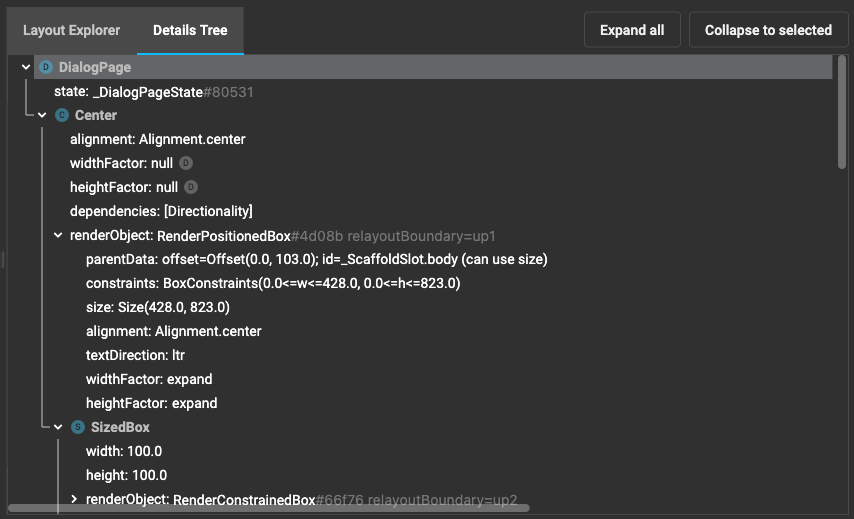 Layout Explorer Details Tree Expand all Collapse to selected
D DialogPage
state: _DialogPageState#80531
C Center
alignment: Alignment.center
widthFactor: null D
heightFactor: null D
dependencies: [Directionality]
renderObject: RenderPositionedBox#4d08b relayoutBoundary=up1
parentData: offset=Offset(0.0, 103.0); id=_ScaffoldSlot.body (can use size)
constraints: BoxConstraints(0.0<=w<=428.0, 0.0<=h<=823.0)
size: Size(428.0, 823.0)
alignment: Alignment.center
textDirection: ltr
widthFactor: expand
heightFactor: expand
S SizedBox
width: 100.0
height: 100.0
renderObject: RenderConstrainedBox#66f76 relayoutBoundary=up2